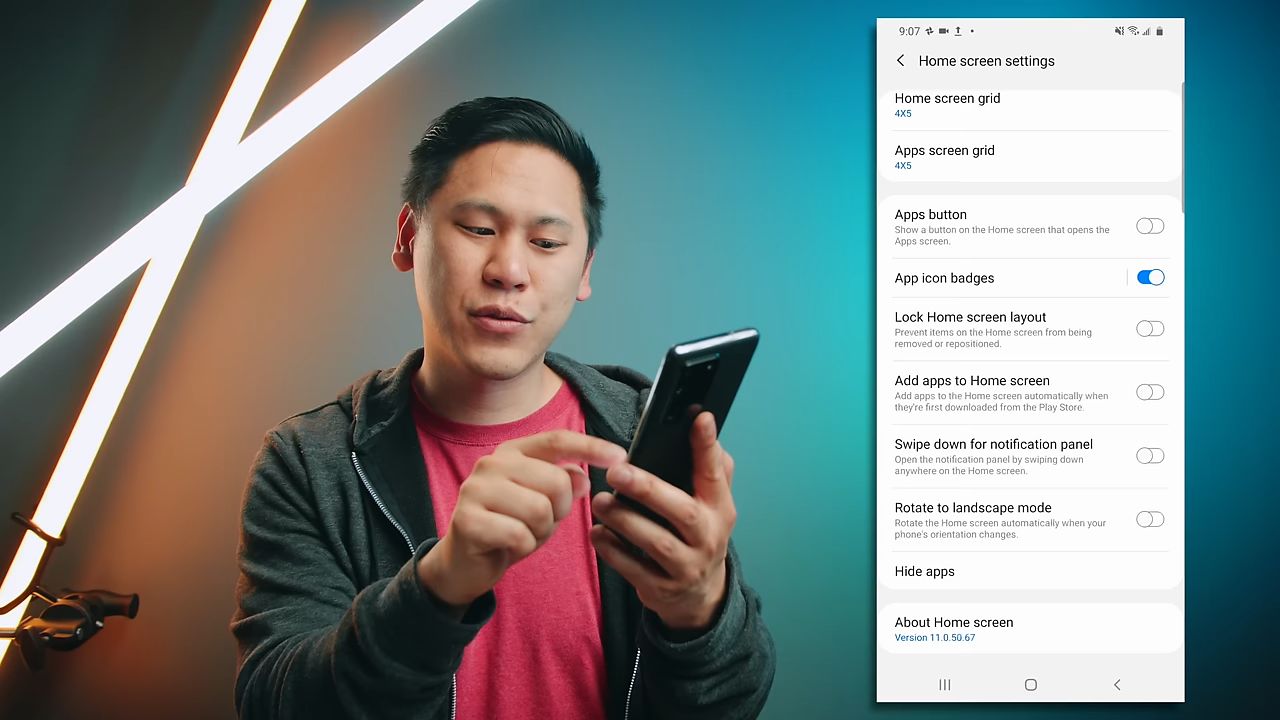 9:07
Home screen settings
Home screen grid
4X5
Apps screen grid
4X5
Apps button
Show a button on the Home screen that opens the
Apps screen.
App icon badges
Lock Home screen layout
Prevent items on the Home screen from being
removed or repositioned.
Add apps to Home screen
Add apps to the Home screen automatically when
they're first downloaded from the Play Store.
Swipe down for notification panel
Open the notification panel by swiping down
anywhere on the Home screen.
Rotate to landscape mode
Rotate the Home screen automatically when your
phone's orientation changes.
Hide apps
About Home screen
Version 11.0.50.67